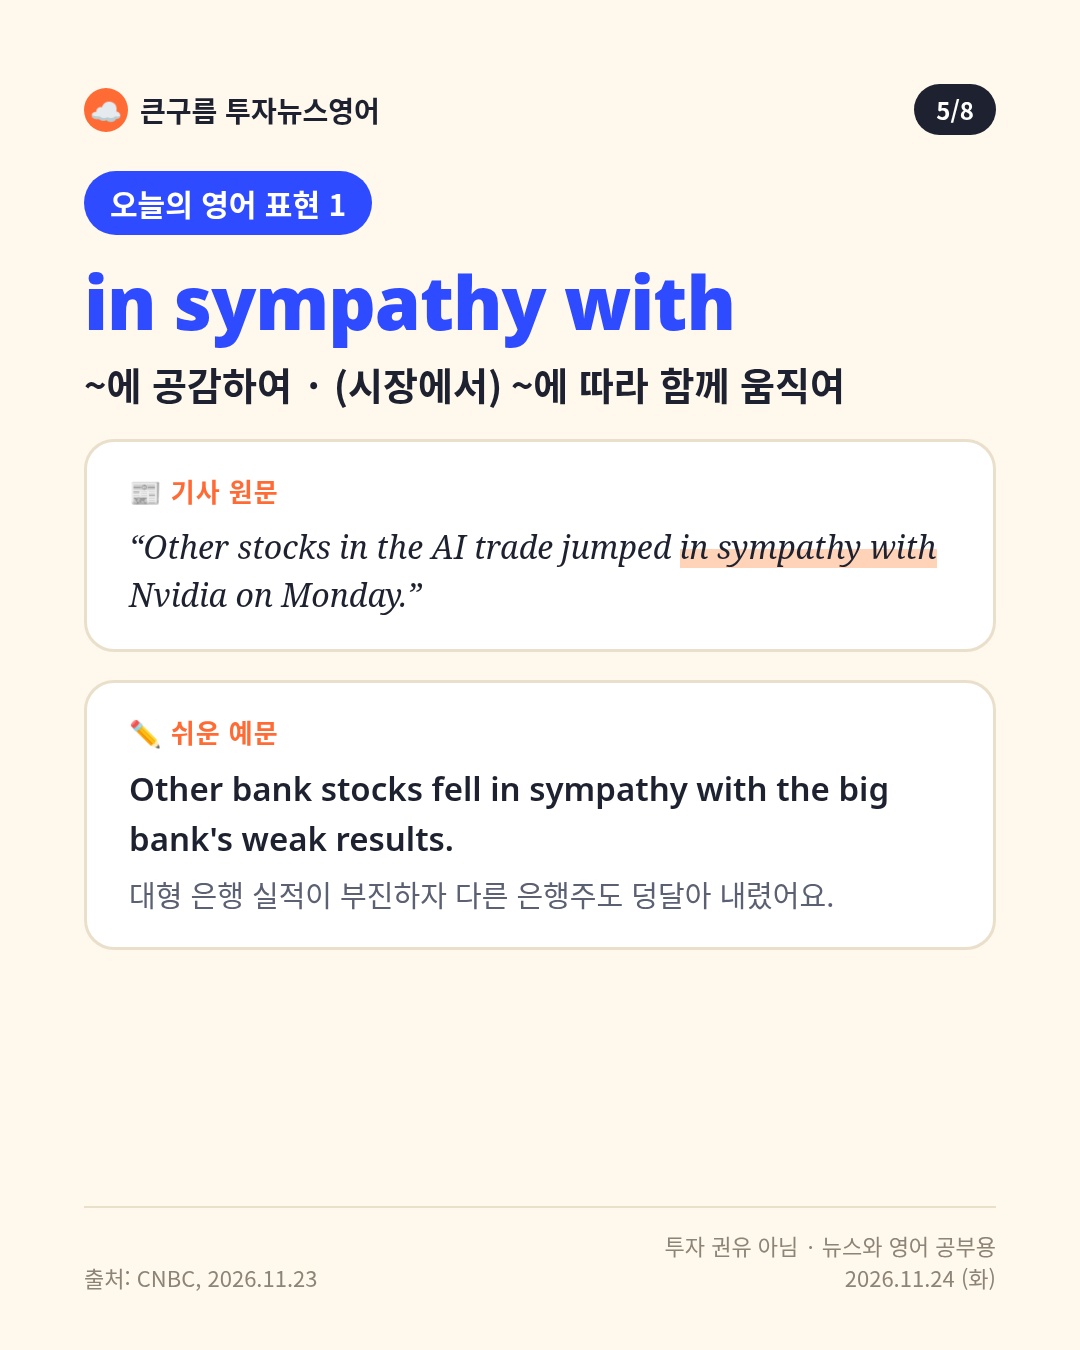 큰구름 투자뉴스영어
5/8
오늘의 영어 표현 1
in sympathy with
~에 공감하여 · (시장에서) ~에 따라 함께 움직여
기사 원문
“Other stocks in the AI trade jumped in sympathy with
Nvidia on Monday.”
쉬운 예문
Other bank stocks fell in sympathy with the big
bank's weak results.
대형 은행 실적이 부진하자 다른 은행주도 덩달아 내렸어요.
투자 권유 아님 · 뉴스와 영어 공부용
출처: CNBC, 2026.11.23
2026.11.24 (화)